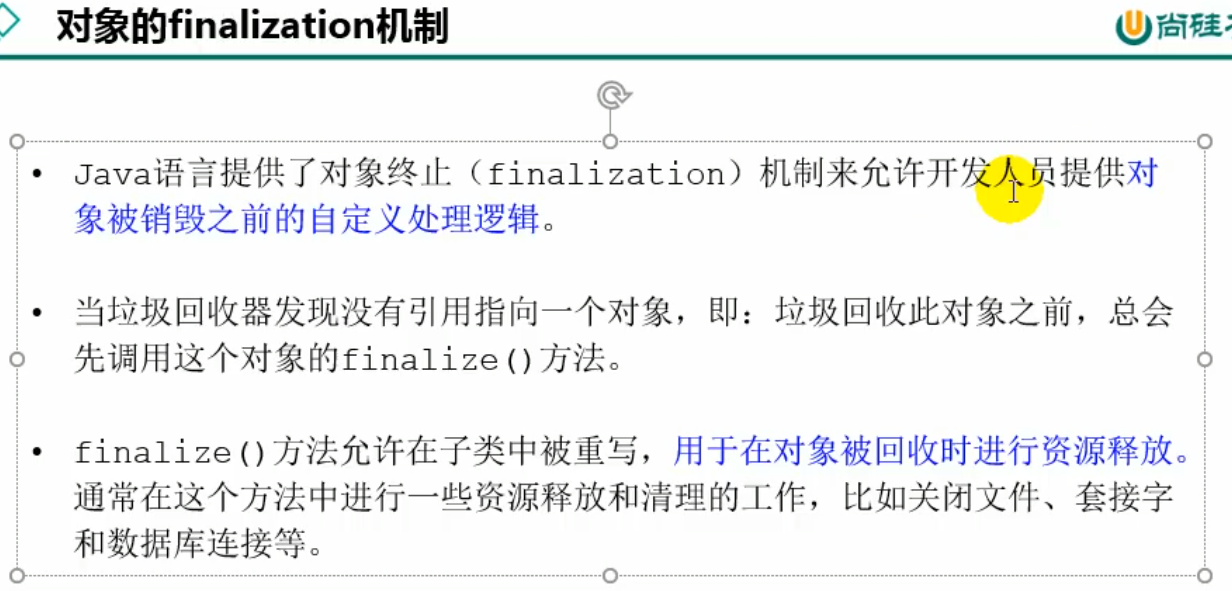 对象的finalization机制
尚硅
• Java语言提供了对象终止（finalization）机制来允许开发人员提供对
象被销毁之前的自定义处理逻辑。
• 当垃圾回收器发现没有引用指向一个对象，即：垃圾回收此对象之前，总会
先调用这个对象的finalize()方法。
• finalize()方法允许在子类中被重写，用于在对象被回收时进行资源释放。
通常在这个方法中进行一些资源释放和清理的工作，比如关闭文件、套接字
和数据库连接等。